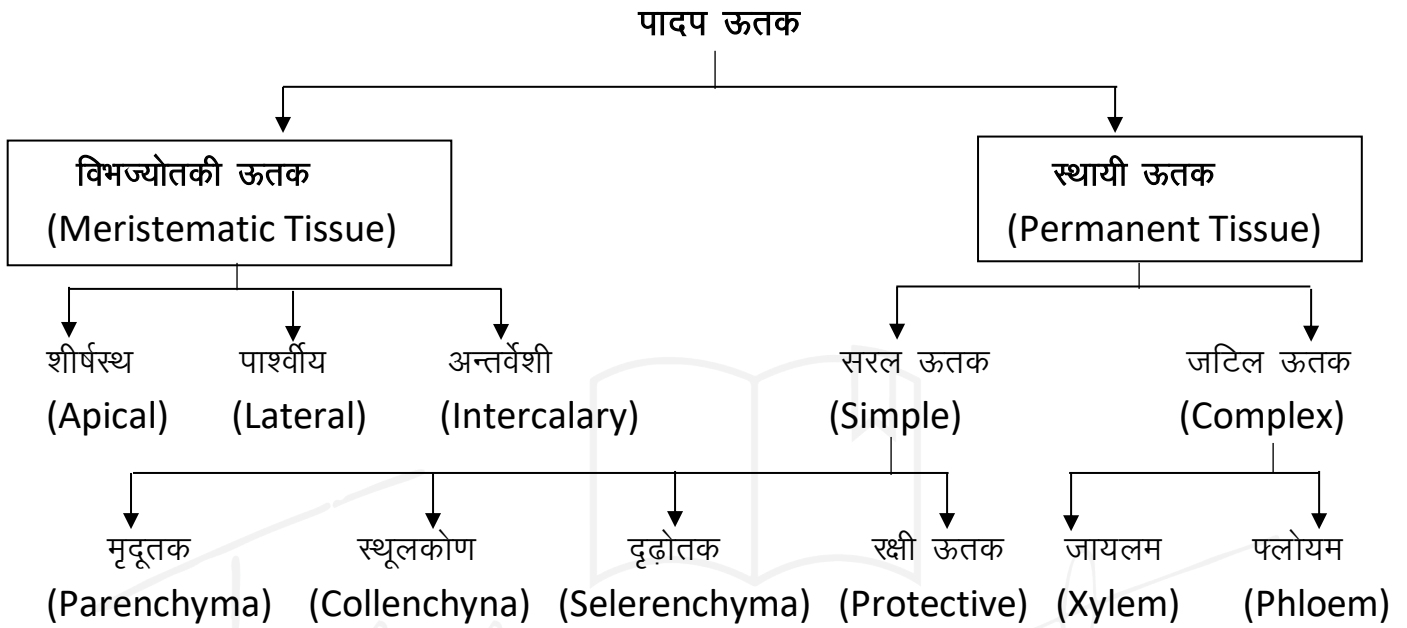 पादप ऊतक
विभज्योतकी ऊतक
(Meristematic Tissue)
स्थायी ऊतक
(Permanent Tissue)
शीर्षस्थ पार्श्वीय अन्तर्वेशी सरल ऊतक जटिल ऊतक
(Apical) (Lateral) (Intercalary) (Simple) (Complex)
मृदूतक स्थूलकोण दृढ़ोतक रक्षी ऊतक जायलम फ्लोयम
(Parenchyma) (Collenchyna) (Selerenchyma) (Protective) (Xylem) (Phloem)